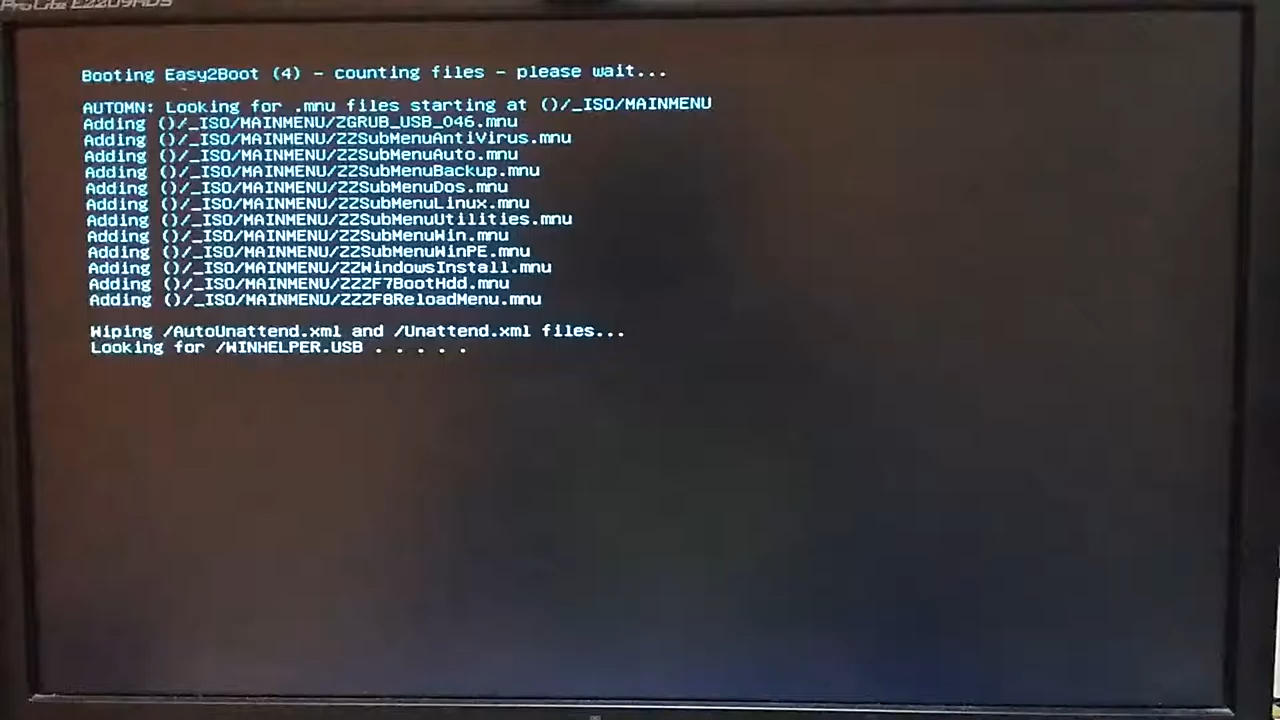 ProLite E2209HDS
Booting Easy2Boot (4) - counting files - please wait...
AUTOMN: Looking for .mnu files starting at ()/_ISO/MAINMENU
Adding ()/_ISO/MAINMENU/ZGRUB_USB_046.mnu
Adding ()/_ISO/MAINMENU/ZZSubMenuAntiVirus.mnu
Adding ()/_ISO/MAINMENU/ZZSubMenuAuto.mnu
Adding ()/_ISO/MAINMENU/ZZSubMenuBackup.mnu
Adding ()/_ISO/MAINMENU/ZZSubMenuDos.mnu
Adding ()/_ISO/MAINMENU/ZZSubMenuLinux.mnu
Adding ()/_ISO/MAINMENU/ZZSubMenuUtilities.mnu
Adding ()/_ISO/MAINMENU/ZZSubMenuWin.mnu
Adding ()/_ISO/MAINMENU/ZZSubMenuWinPE.mnu
Adding ()/_ISO/MAINMENU/ZZWindowsInstall.mnu
Adding ()/_ISO/MAINMENU/ZZZF7BootHdd.mnu
Adding ()/_ISO/MAINMENU/ZZZF8ReloadMenu.mnu
Wiping /AutoUnattend.xml and /Unattend.xml files...
Looking for /WINHELPER.USB . . . . .